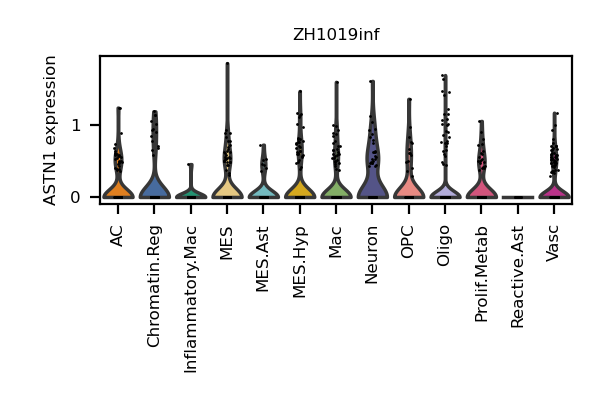 ZH1019inf
ASTN1 expression
1
0
AC
Chromatin.Reg
Inflammatory.Mac
MES
MES.Ast
MES.Hyp
Mac
Neuron
OPC
Oligo
Prolif.Metab
Reactive.Ast
Vasc